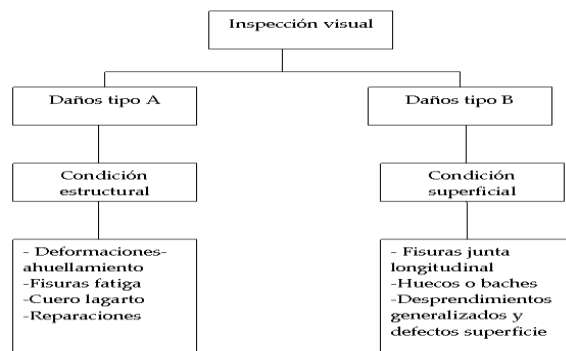 Inspección visual
Daños tipo A
Daños tipo B
Condición
estructural
Condición
superficial
- Deformaciones-
ahuellamiento
-Fisuras fatiga
-Cuero lagarto
-Reparaciones
- Fisuras junta
longitudinal
-Huecos o baches
-Desprendimientos
generalizados y
defectos superficie